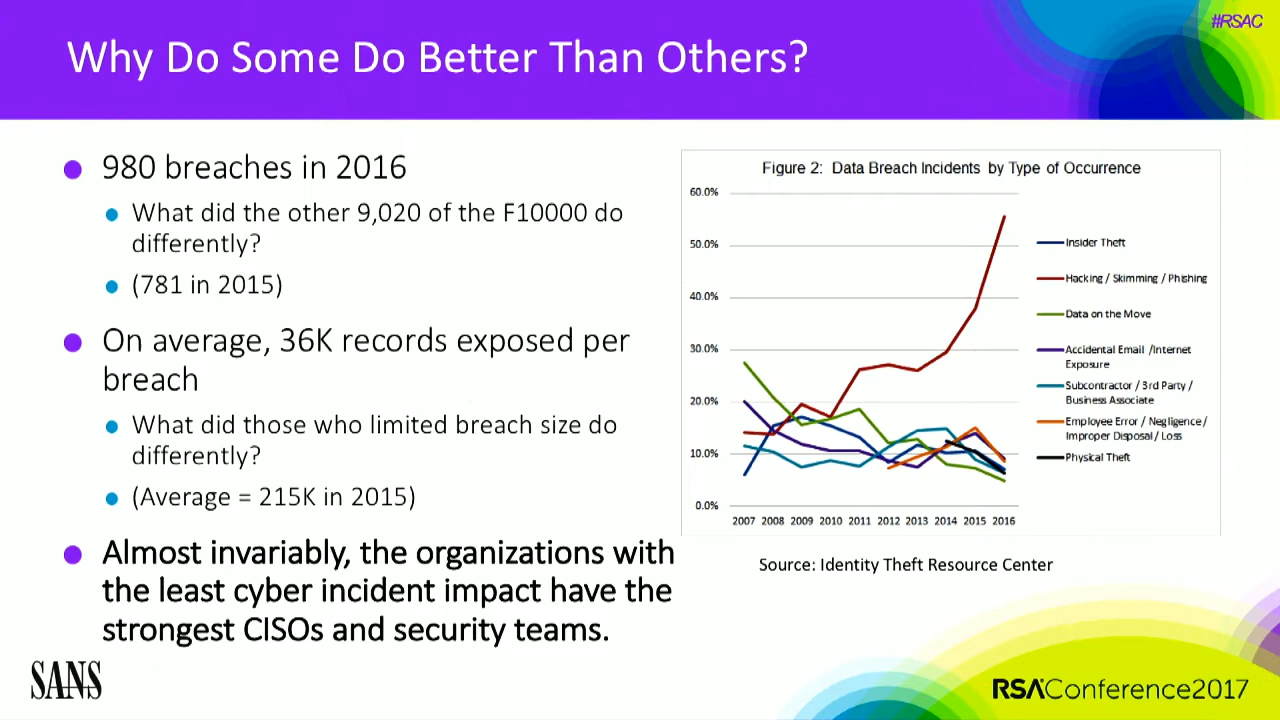 #RSAC
Why Do Some Do Better Than Others?
980 breaches in 2016
What did the other 9,020 of the F10000 do
differently?
(781 in 2015)
On average, 36K records exposed per
breach
What did those who limited breach size do
differently?
(Average = 215K in 2015)
Almost invariably, the organizations with
the least cyber incident impact have the
strongest CISOs and security teams.
Figure 2: Data Breach Incidents by Type of Occurrence
60.0%
50.0%
40.0%
30.0%
20.0%
10.0%
0.0%
2007 2008 2009 2010 2011 2012 2013 2014 2015 2016
Insider Theft
Hacking / Skimming / Phishing
Data on the Move
Accidental Email /Internet
Exposure
Subcontractor / 3rd Party /
Business Associate
Employee Error / Negligence /
Improper Disposal / Loss
Physical Theft
Source: Identity Theft Resource Center
SANS
RSAConference2017